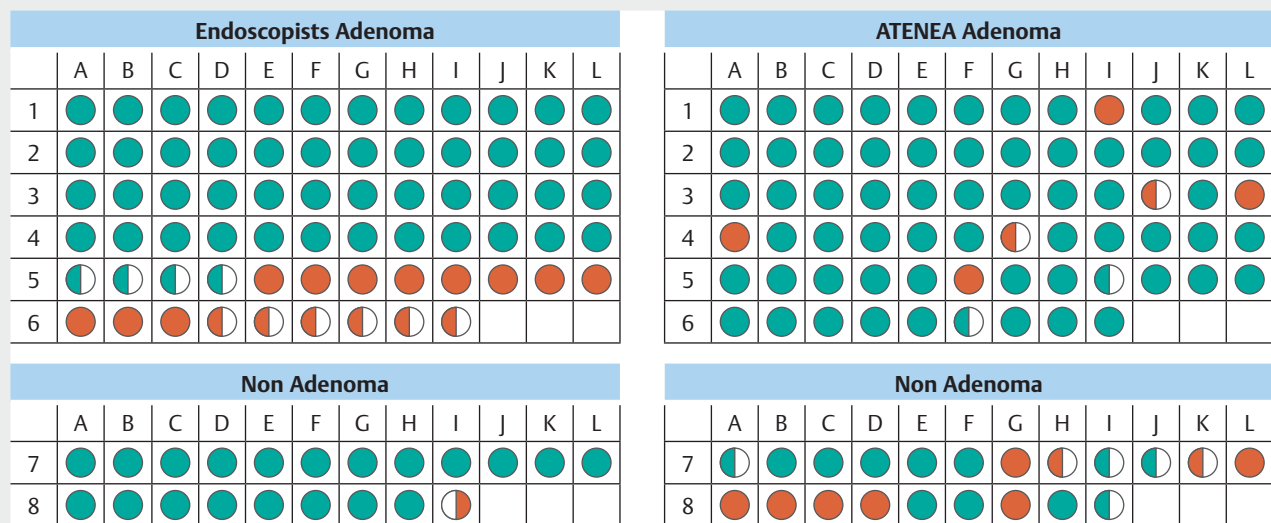 Endoscopists Adenoma
A B C D E F G H I J K L
1
2
3
4
5
6
ATENEA Adenoma
A B C D E F G H I J K L
1
2
3
4
5
6
Non Adenoma
A B C D E F G H I J K L
7
8
Non Adenoma
A B C D E F G H I J K L
7
8